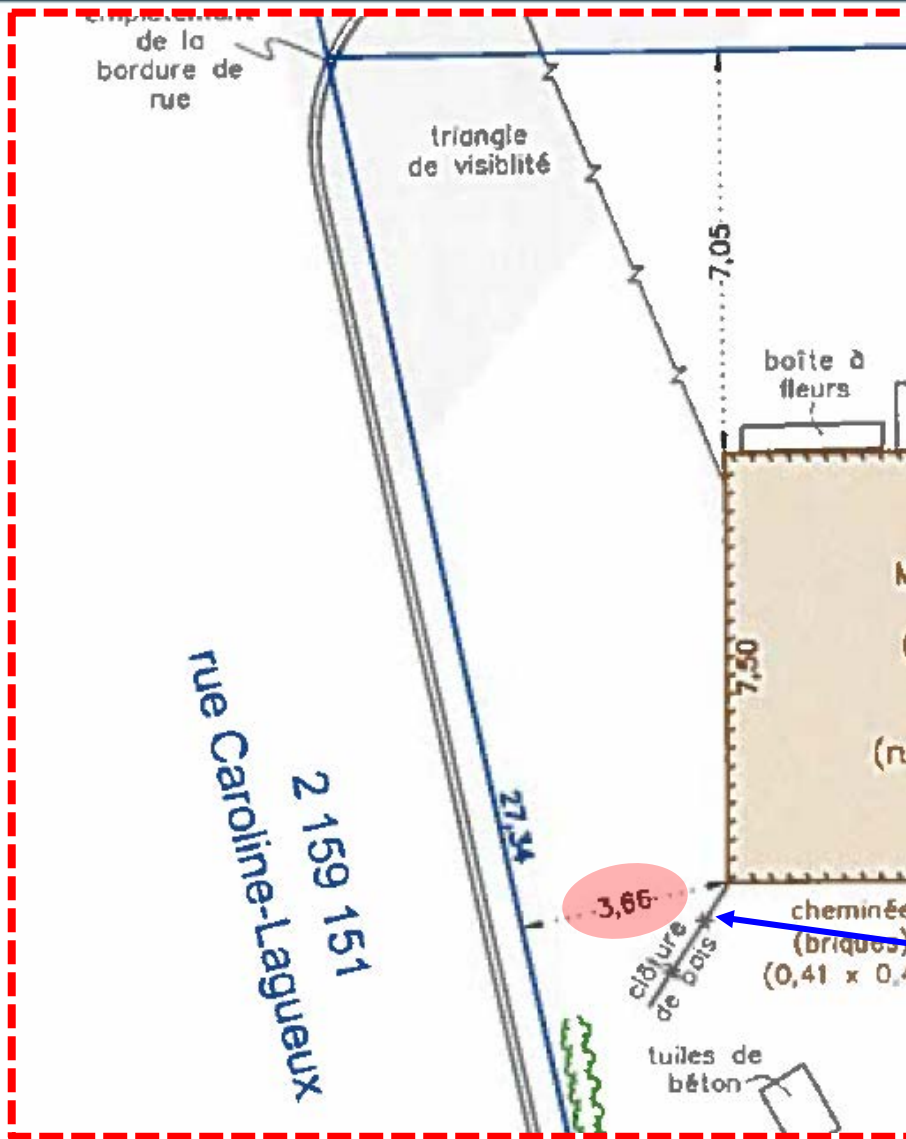 de la
bordure de
rue
triangle
de visiblité
7,05
boîte à
fleurs
7,50
27,34
3,66
rue Caroline-Lagueux
2 159 151
clôture
de bois
cheminée
(briques)
(0,41 x 0,4
tuiles de
béton